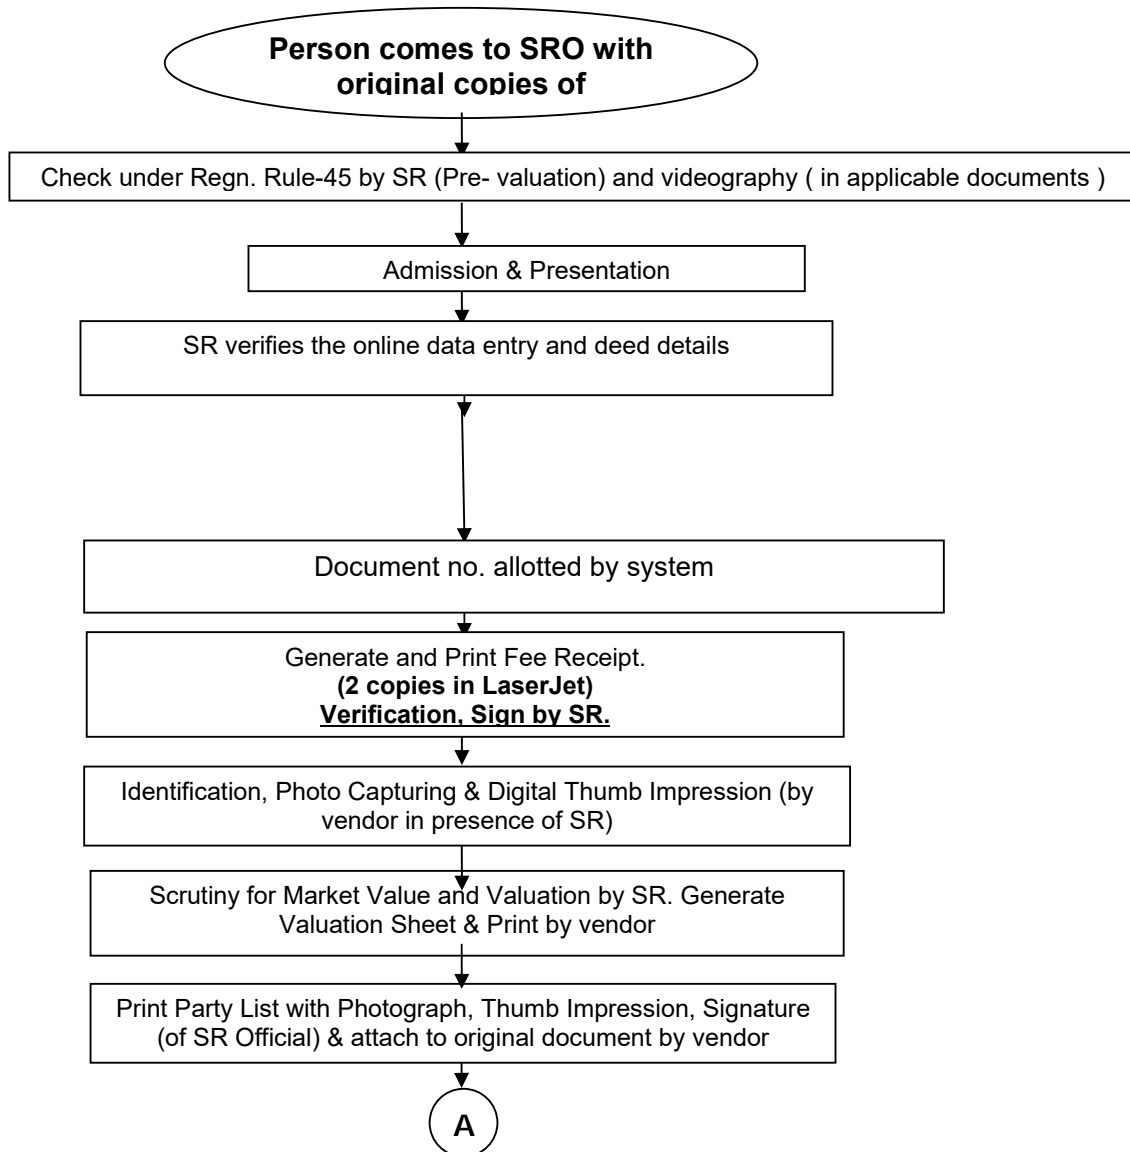 Person comes to SRO with
original copies of
Check under Regn. Rule-45 by SR (Pre- valuation) and videography ( in applicable documents )
Admission & Presentation
SR verifies the online data entry and deed details
Document no. allotted by system
Generate and Print Fee Receipt.
(2 copies in LaserJet)
Verification, Sign by SR.
Identification, Photo Capturing & Digital Thumb Impression (by
vendor in presence of SR)
Scrutiny for Market Value and Valuation by SR. Generate
Valuation Sheet & Print by vendor
Print Party List with Photograph, Thumb Impression, Signature
(of SR Official) & attach to original document by vendor
A